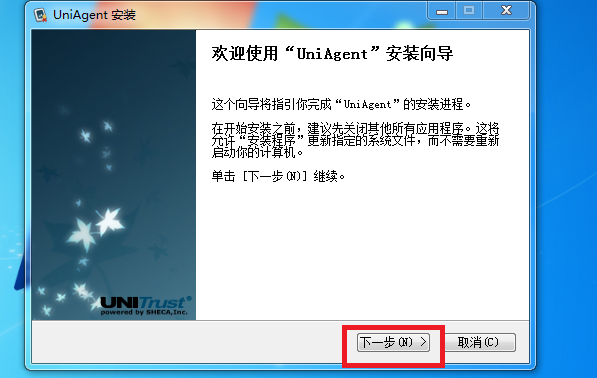 UniAgent 安装
欢迎使用“UniAgent”安装向导
这个向导将指引你完成“UniAgent”的安装进程。
在开始安装之前，建议先关闭其他所有应用程序。这将
允许“安装程序”更新指定的系统文件，而不需要重新
启动你的计算机。
单击 [下一步(N)] 继续。
UNITrust®
powered by SHECA,Inc.
下一步(N) >
取消(C)